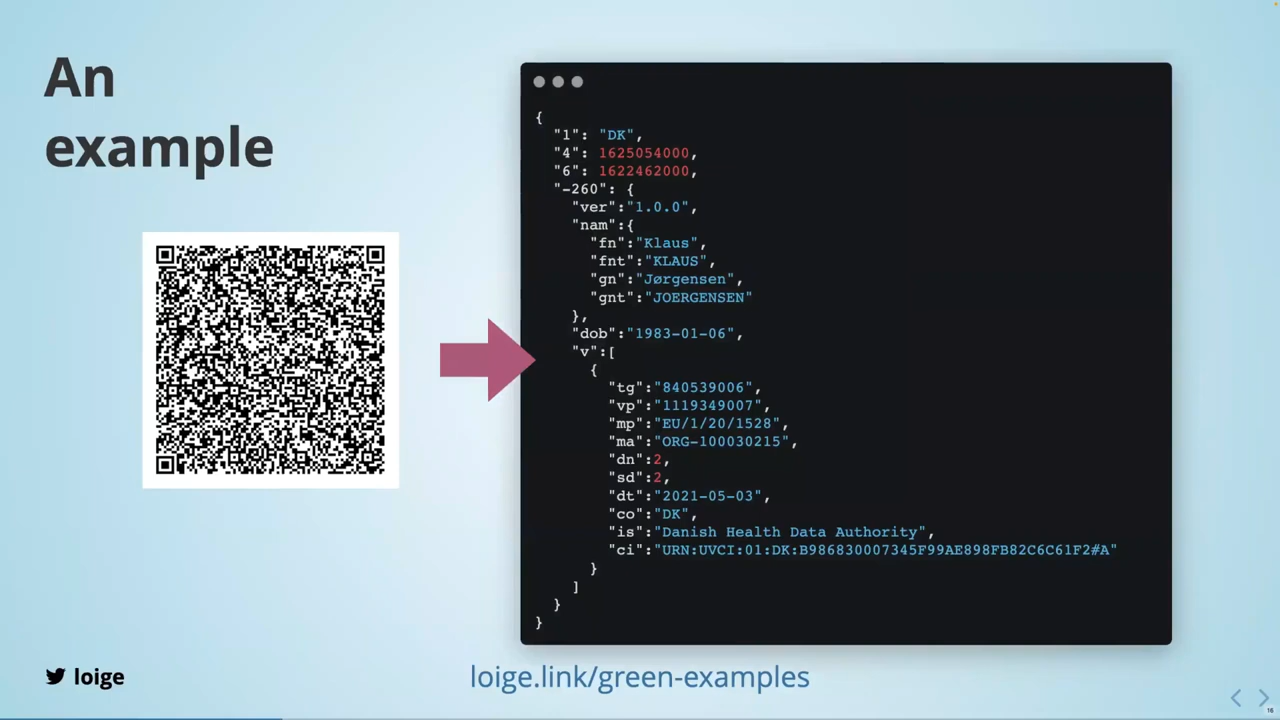 An
example
{
"1": "DK",
"4": 1625054000,
"6": 1622462000,
"-260": {
"ver":"1.0.0",
"nam":{
"fn":"Klaus",
"fnt":"KLAUS",
"gn":"Jørgensen",
"gnt":"JOERGENSEN"
},
"dob":"1983-01-06",
"v":[
{
"tg":"840539006",
"vp":"1119349007",
"mp":"EU/1/20/1528",
"ma":"ORG-100030215",
"dn":2,
"sd":2,
"dt":"2021-05-03",
"co":"DK",
"is":"Danish Health Data Authority",
"ci":"URN:UVCI:01:DK:B986830007345F99AE898FB82C6C61F2#A"
}
]
}
}
loige
loige.link/green-examples
16